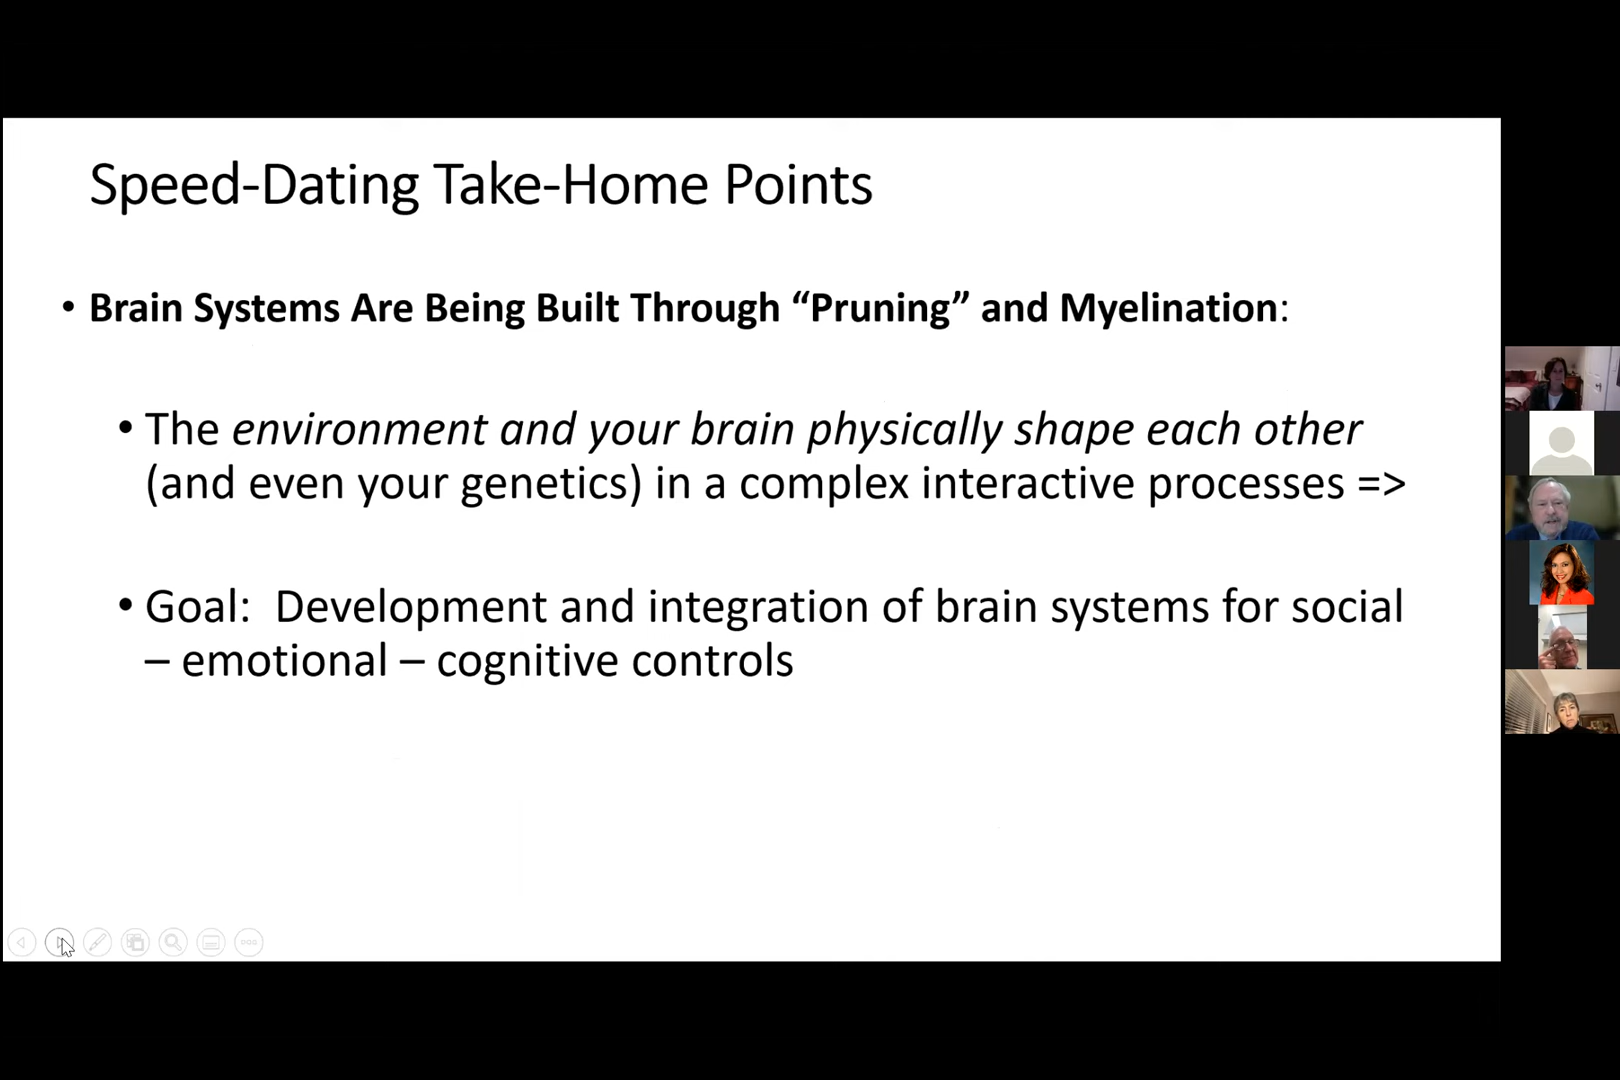 Speed-Dating Take-Home Points
• Brain Systems Are Being Built Through “Pruning” and Myelination:
• The environment and your brain physically shape each other
(and even your genetics) in a complex interactive processes =>
• Goal:  Development and integration of brain systems for social
– emotional – cognitive controls